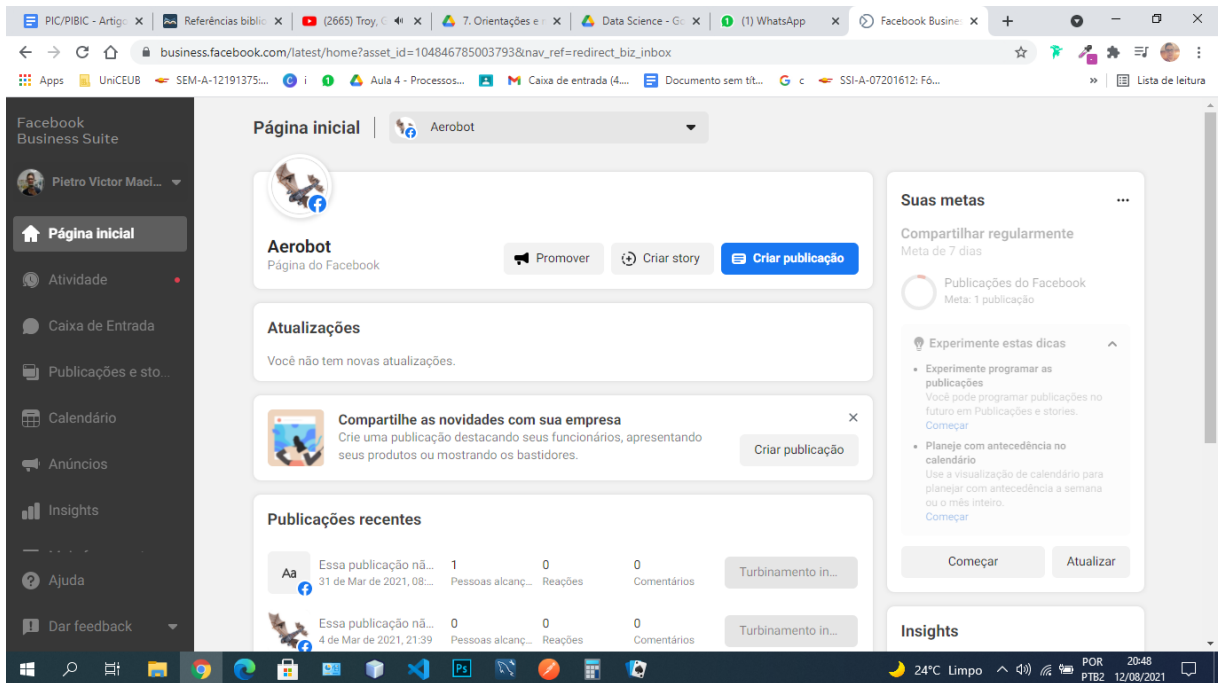 PIC/PIBIC - Artigo
Referências biblio
(2665) Troy, G
7. Orientações e r
Data Science - Go
(1) WhatsApp
Facebook Busines
business.facebook.com/latest/home?asset_id=104846785003793&nav_ref=redirect_biz_inbox
Apps
UniCEUB
SEM-A-12191375:...
i
Aula 4 - Processos...
Caixa de entrada (4....
Documento sem tít...
c
SSI-A-07201612: Fó...
»
Lista de leitura
Facebook
Business Suite
Pietro Victor Maci...
Página inicial
Atividade
Caixa de Entrada
Publicações e sto...
Calendário
Anúncios
Insights
Ajuda
Dar feedback
Página inicial
Aerobot
Aerobot
Página do Facebook
Promover
Criar story
Criar publicação
Atualizações
Você não tem novas atualizações.
Compartilhe as novidades com sua empresa
Crie uma publicação destacando seus funcionários, apresentando
seus produtos ou mostrando os bastidores.
Criar publicação
Publicações recentes
Aa
Essa publicação nã...
31 de Mar de 2021, 08:...
1
Pessoas alcanç...
0
Reações
0
Comentários
Turbinamento in...
Essa publicação nã...
4 de Mar de 2021, 21:39
0
Pessoas alcanç...
0
Reações
0
Comentários
Turbinamento in...
Suas metas
Compartilhar regularmente
Meta de 7 dias
Publicações do Facebook
Meta: 1 publicação
Experimente estas dicas
• Experimente programar as
publicações
Você pode programar publicações no
futuro em Publicações e stories.
Começar
• Planeje com antecedência no
calendário
Use a visualização de calendário para
planejar com antecedência a semana
ou o mês inteiro.
Começar
Começar
Atualizar
Insights
Ps
24°C Limpo
POR
PTB2
20:48
12/08/2021